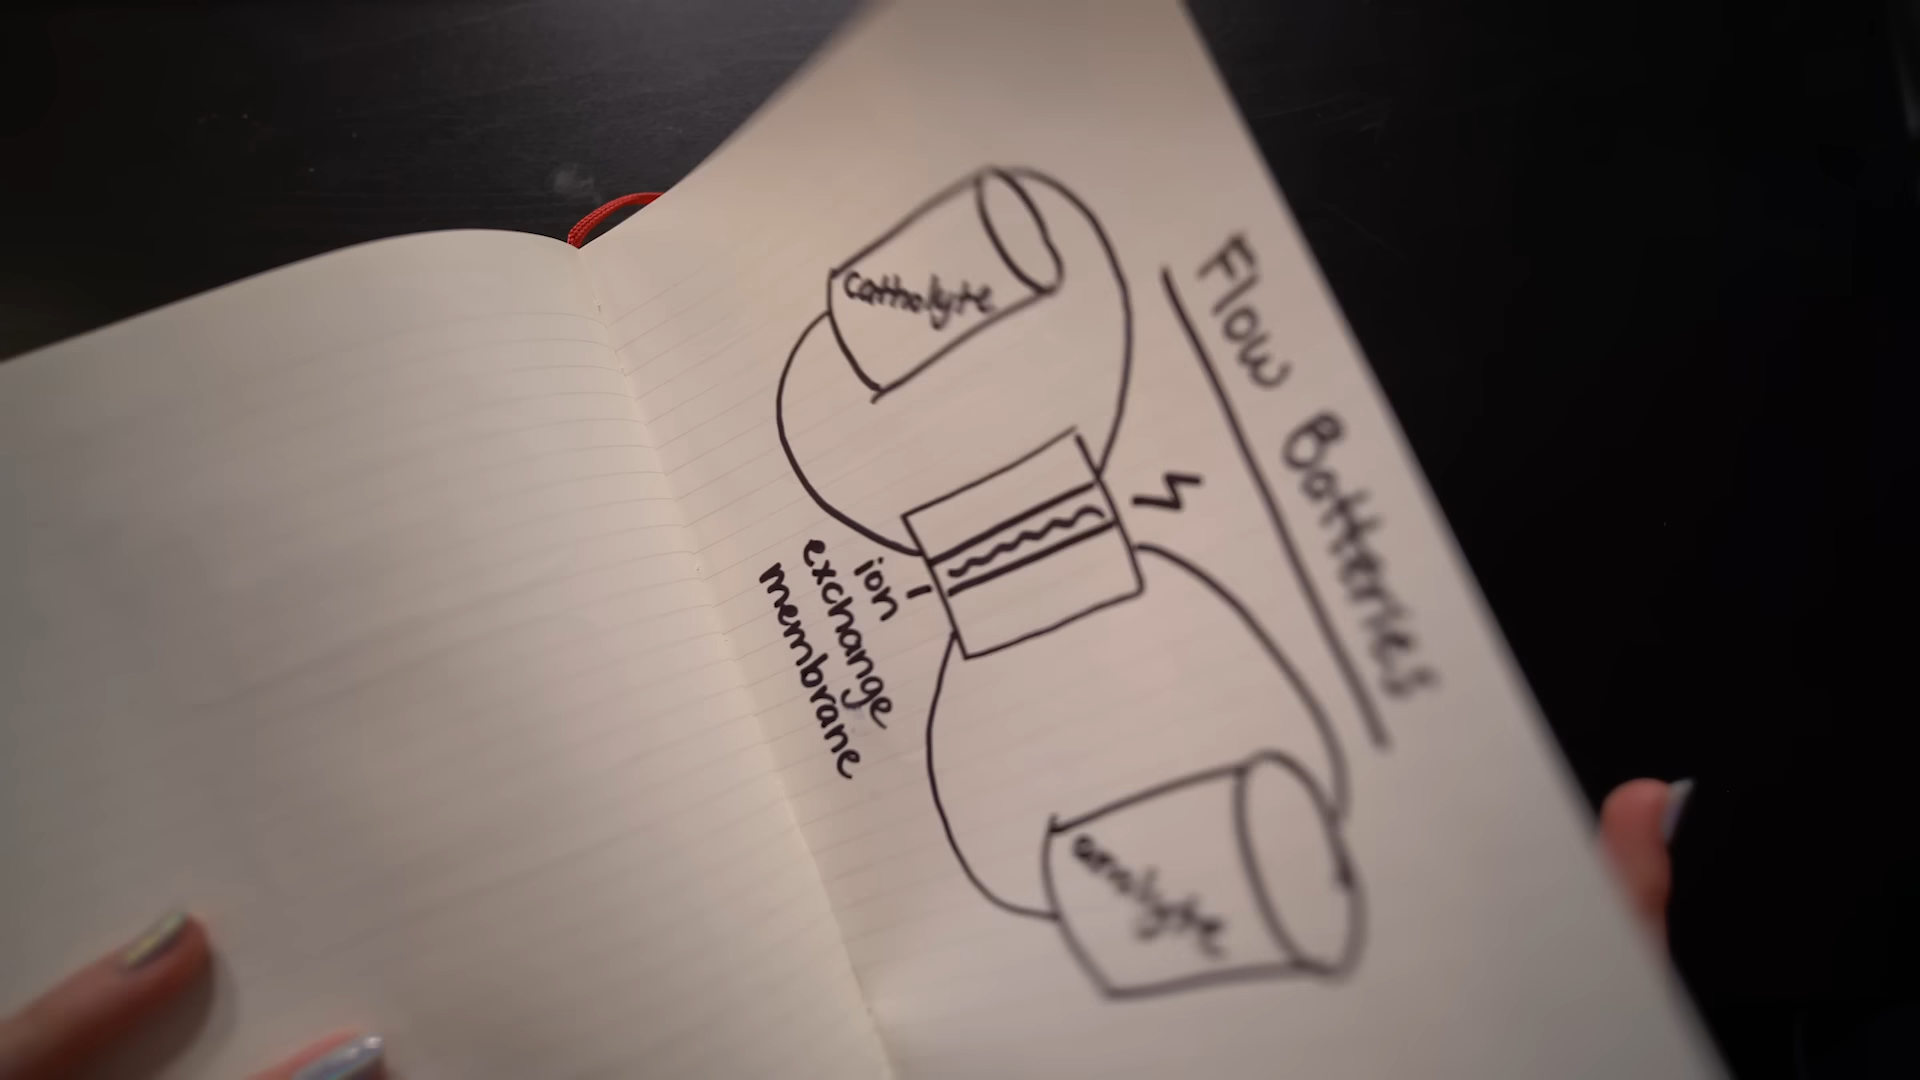 Flow Batteries
catholyte
ion
exchange
membrane
anolyte